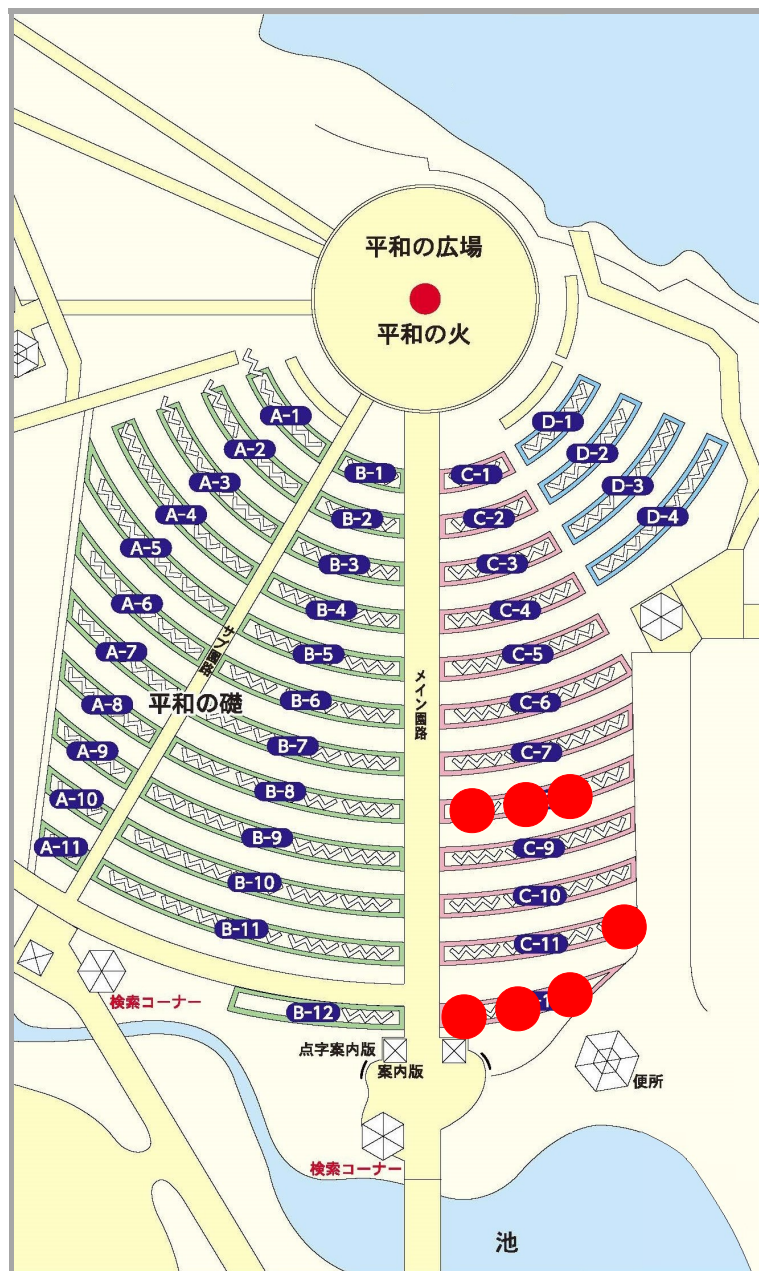 平和の広場
平和の火
A-1
A-2
A-3
A-4
A-5
A-6
A-7
A-8
A-9
A-10
A-11
B-1
B-2
B-3
B-4
B-5
B-6
B-7
B-8
B-9
B-10
B-11
B-12
C-1
C-2
C-3
C-4
C-5
C-6
C-7
C-9
C-10
C-11
D-1
D-2
D-3
D-4
サブ園路
メイン園路
平和の礎
検索コーナー
点字案内版
案内版
便所
検索コーナー
池